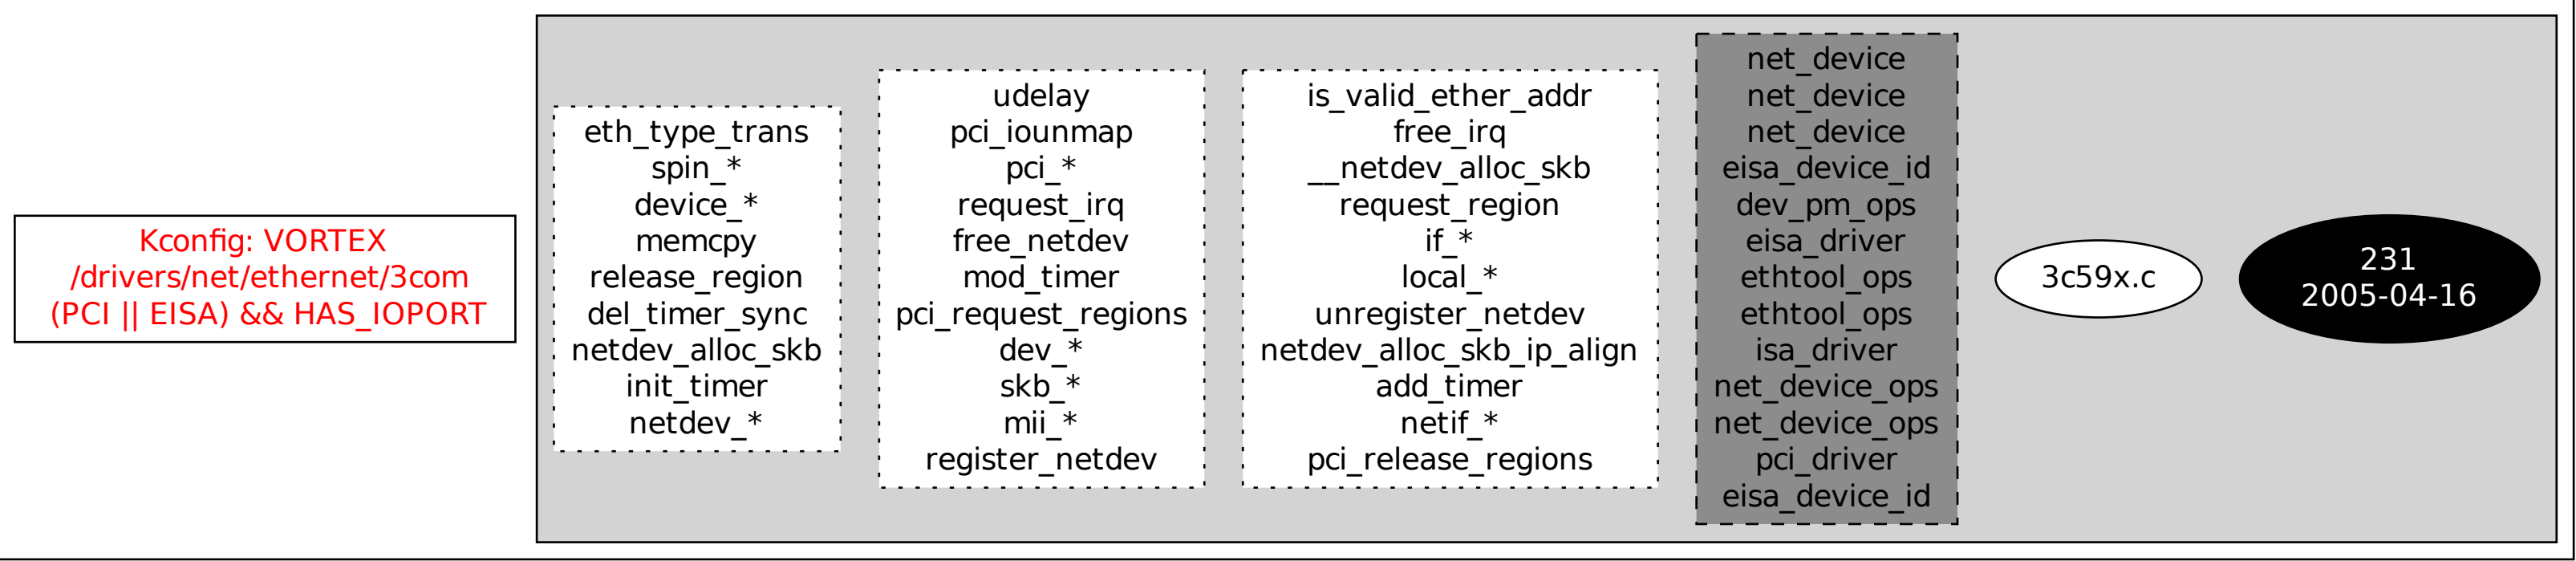 Kconfig: VORTEX
/drivers/net/ethernet/3com
(PCI || EISA) && HAS_IOPORT
eth_type_trans
spin_*
device_*
memcpy
release_region
del_timer_sync
netdev_alloc_skb
init_timer
netdev_*
udelay
pci_iounmap
pci_*
request_irq
free_netdev
mod_timer
pci_request_regions
dev_*
skb_*
mii_*
register_netdev
is_valid_ether_addr
free_irq
__netdev_alloc_skb
request_region
if_*
local_*
unregister_netdev
netdev_alloc_skb_ip_align
add_timer
netif_*
pci_release_regions
net_device
net_device
net_device
eisa_device_id
dev_pm_ops
eisa_driver
ethtool_ops
ethtool_ops
isa_driver
net_device_ops
net_device_ops
pci_driver
eisa_device_id
3c59x.c
231
2005-04-16